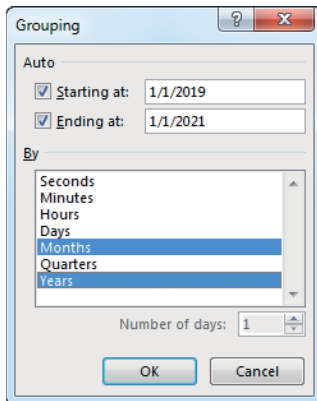 Grouping
Auto
Starting at: 1/1/2019
Ending at: 1/1/2021
By
Seconds
Minutes
Hours
Days
Months
Quarters
Years
Number of days: 1
OK Cancel